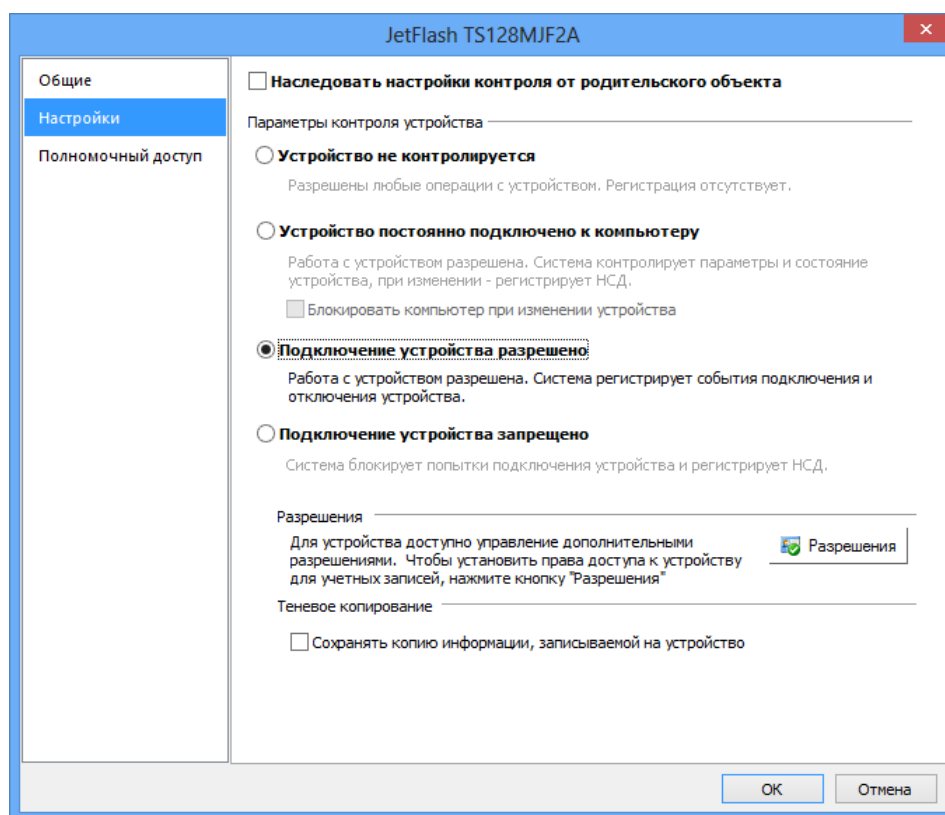 JetFlash TS128MJF2A
Общие
Настройки
Полномочный доступ
Наследовать настройки контроля от родительского объекта
Параметры контроля устройства
Устройство не контролируется
Разрешены любые операции с устройством. Регистрация отсутствует.
Устройство постоянно подключено к компьютеру
Работа с устройством разрешена. Система контролирует параметры и состояние
устройства, при изменении - регистрирует НСД.
Блокировать компьютер при изменении устройства
Подключение устройства разрешено
Работа с устройством разрешена. Система регистрирует события подключения и
отключения устройства.
Подключение устройства запрещено
Система блокирует попытки подключения устройства и регистрирует НСД.
Разрешения
Для устройства доступно управление дополнительными
разрешениями. Чтобы установить права доступа к устройству
для учетных записей, нажмите кнопку "Разрешения"
Разрешения
Теневое копирование
Сохранять копию информации, записываемой на устройство
ОК
Отмена